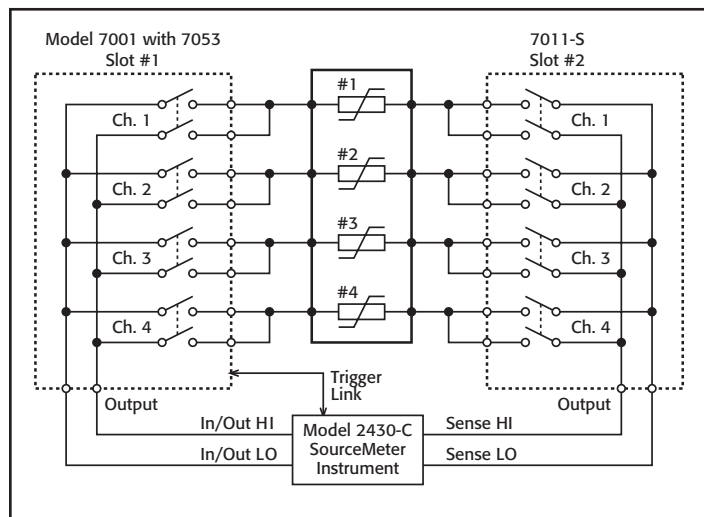 Model 7001 with 7053
Slot #1
7011-S
Slot #2
#1
Ch. 1
Ch. 1
#2
Ch. 2
Ch. 2
#3
Ch. 3
Ch. 3
#4
Ch. 4
Ch. 4
Trigger
Link
Output
Output
In/Out HI
In/Out LO
Model 2430-C
SourceMeter
Instrument
Sense HI
Sense LO